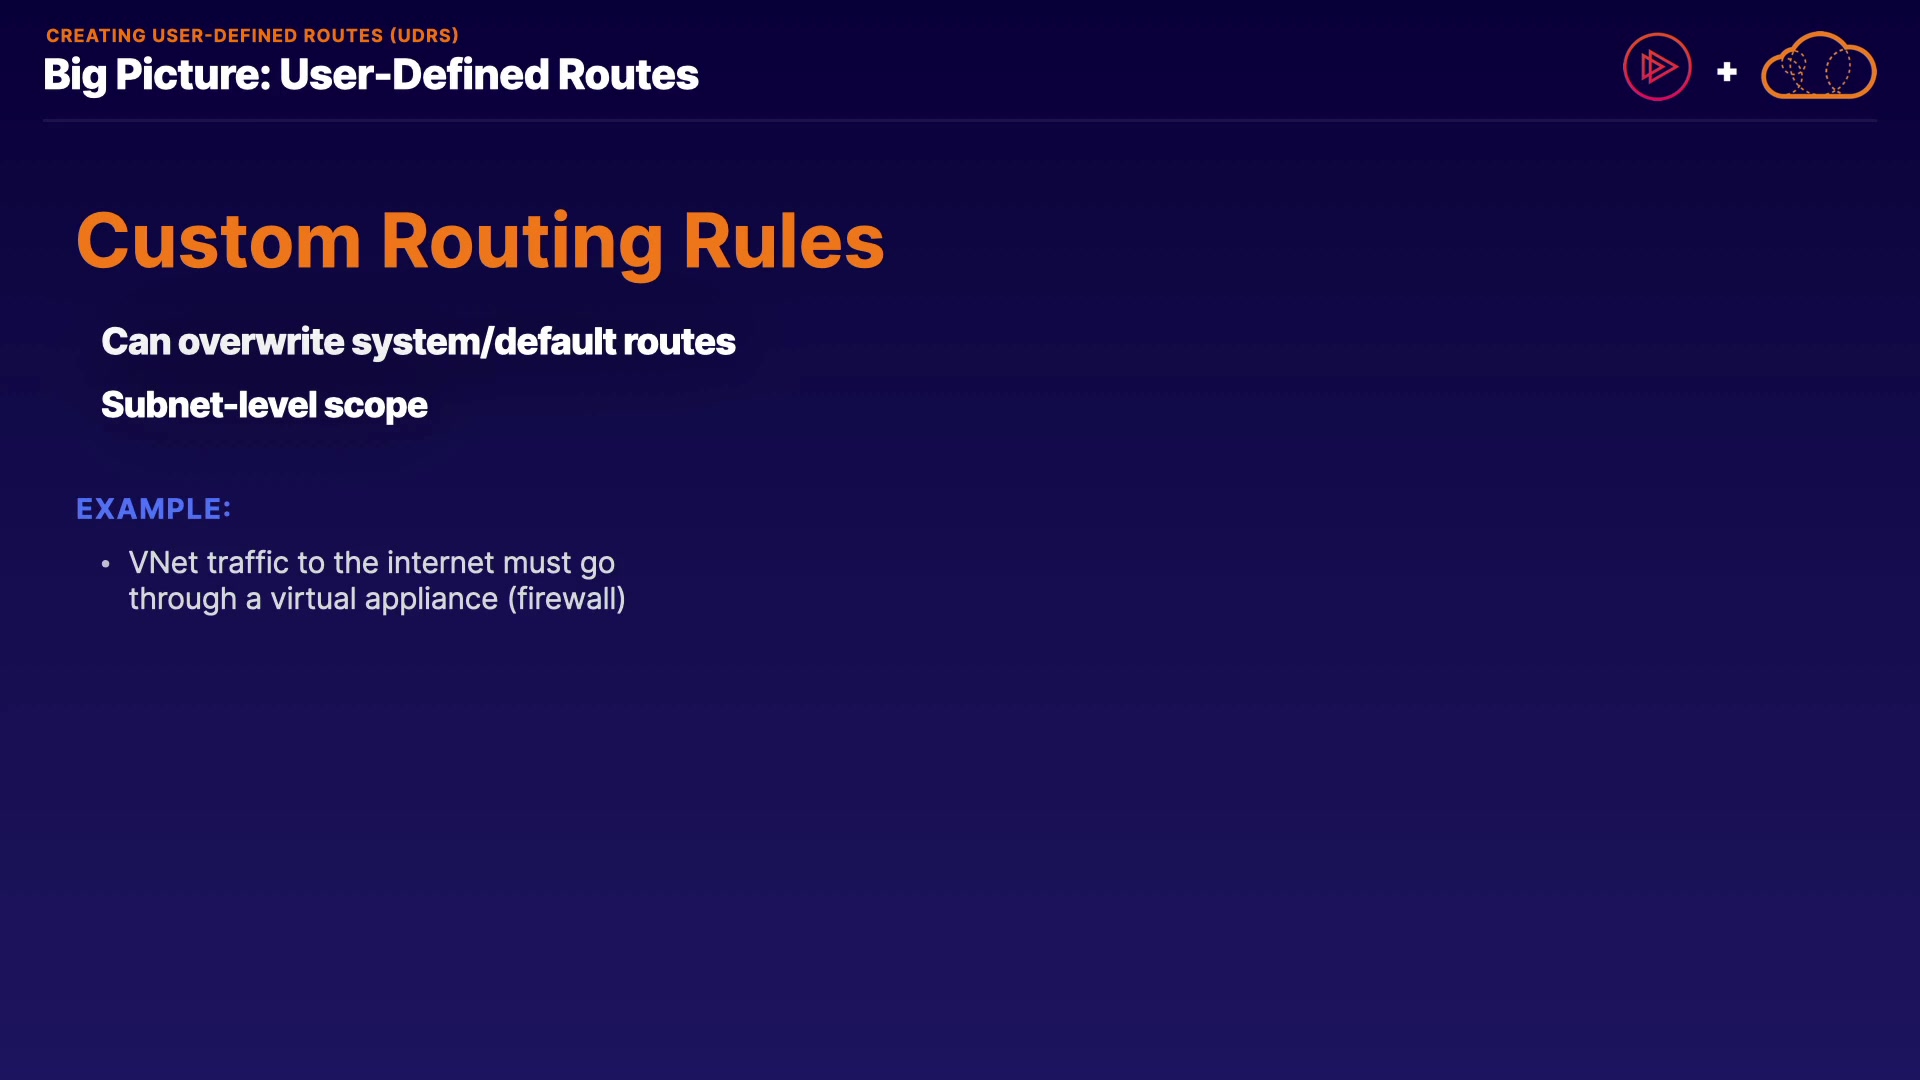 CREATING USER-DEFINED ROUTES (UDRS)
Big Picture: User-Defined Routes
+
Custom Routing Rules
Can overwrite system/default routes
Subnet-level scope
EXAMPLE:
• VNet traffic to the internet must go
through a virtual appliance (firewall)